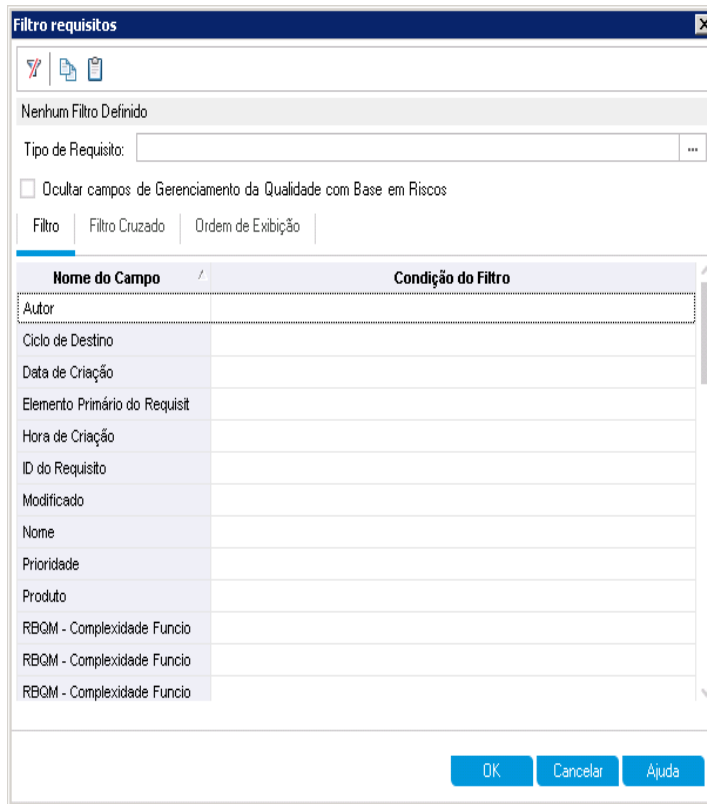 Filtro requisitos
Nenhum Filtro Definido
Tipo de Requisito:
...
Ocultar campos de Gerenciamento da Qualidade com Base em Riscos
Filtro Filtro Cruzado Ordem de Exibição
Nome do Campo Condição do Filtro
Autor
Ciclo de Destino
Data de Criação
Elemento Primário do Requisit
Hora de Criação
ID do Requisito
Modificado
Nome
Prioridade
Produto
RBQM - Complexidade Funcio
RBQM - Complexidade Funcio
RBQM - Complexidade Funcio
OK Cancelar Ajuda